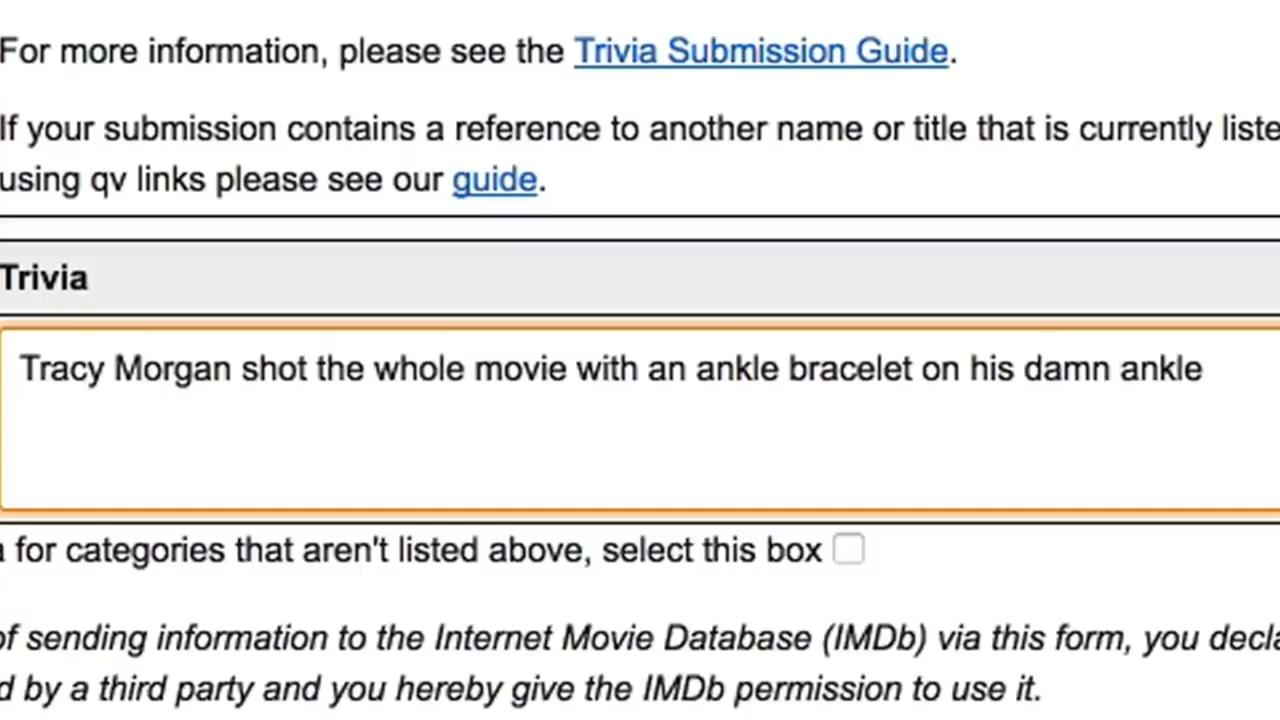 For more information, please see the Trivia Submission Guide.
If your submission contains a reference to another name or title that is currently liste
using qv links please see our guide.
Trivia
Tracy Morgan shot the whole movie with an ankle bracelet on his damn ankle
for categories that aren't listed above, select this box
of sending information to the Internet Movie Database (IMDb) via this form, you decla
d by a third party and you hereby give the IMDb permission to use it.